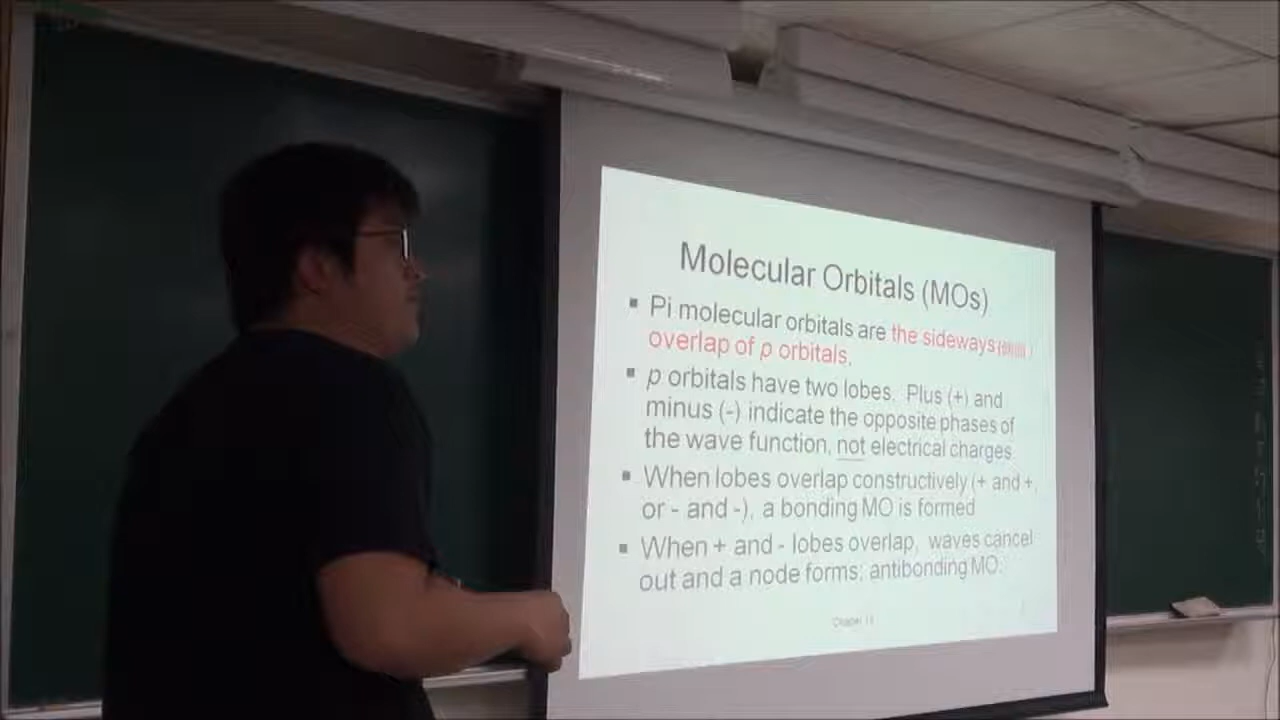 Molecular Orbitals (MOs)
Pi molecular orbitals are the sideways
overlap of p orbitals.
p orbitals have two lobes. Plus (+) and
minus (-) indicate the opposite phases of
the wave function, not electrical charges
When lobes overlap constructively (+ and +,
or - and -), a bonding MO is formed
When + and - lobes overlap, waves cancel
out and a node forms; antibonding MO.
Chapter